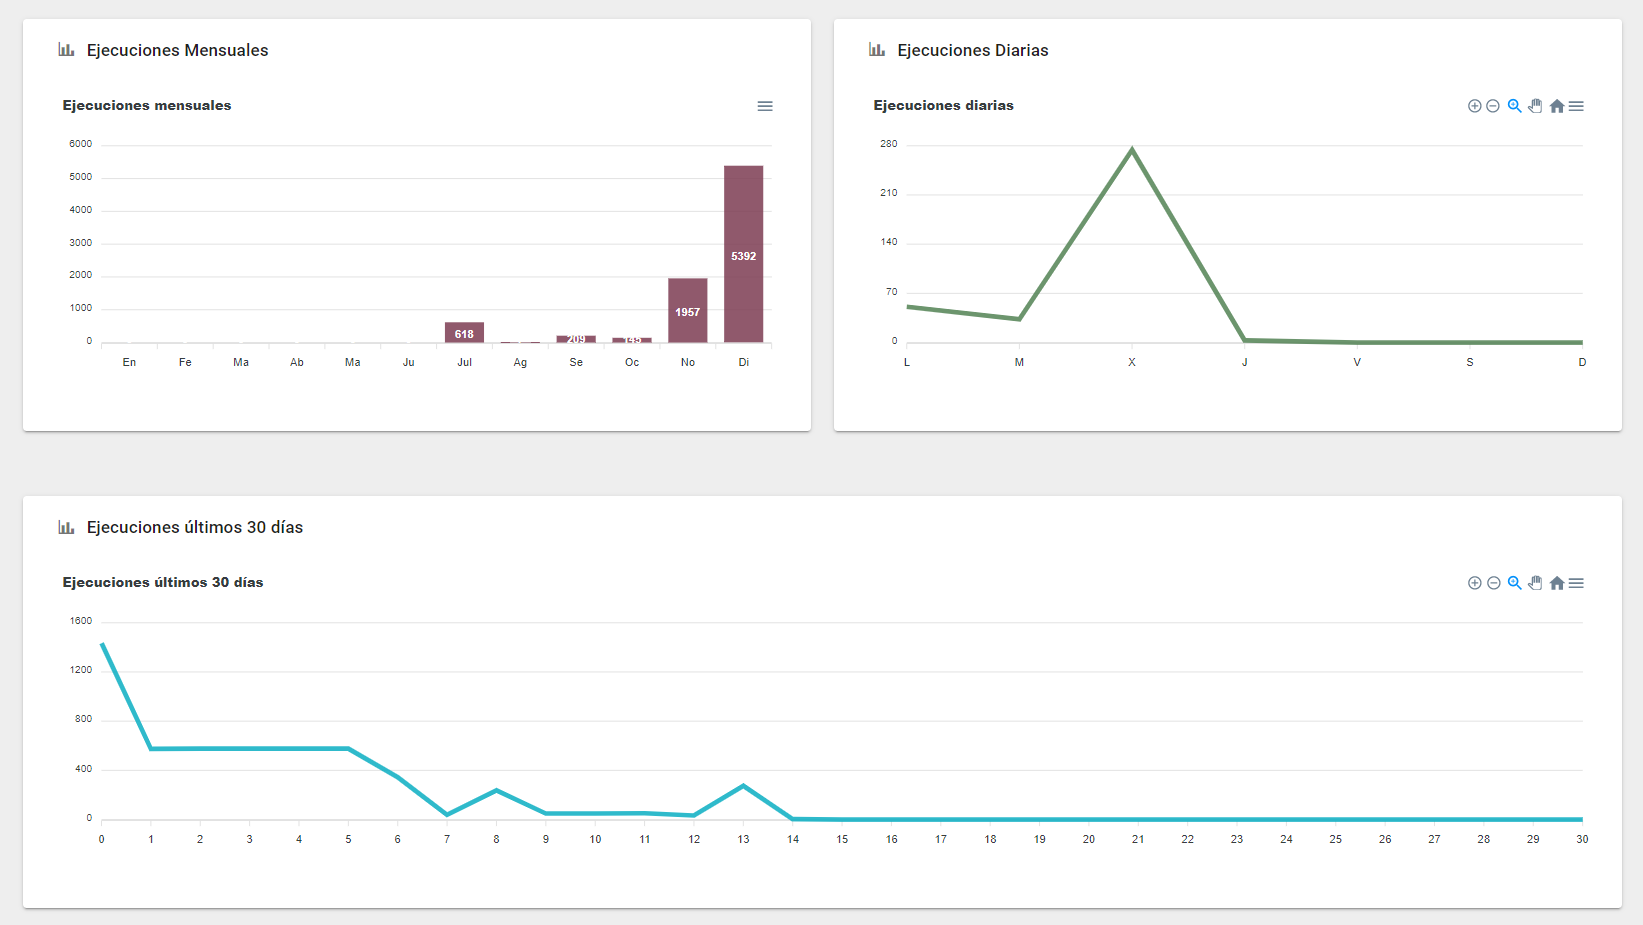 Ejecuciones Mensuales
Ejecuciones mensuales
6000
5000
4000
3000
2000
1000
0
618
209
145
1957
5392
En Fe Ma Ab Ma Ju Jul Ag Se Oc No Di
Ejecuciones Diarias
Ejecuciones diarias
280
210
140
70
0
L M X J V S D
Ejecuciones últimos 30 días
Ejecuciones últimos 30 días
1600
1200
800
400
0
0 1 2 3 4 5 6 7 8 9 10 11 12 13 14 15 16 17 18 19 20 21 22 23 24 25 26 27 28 29 30